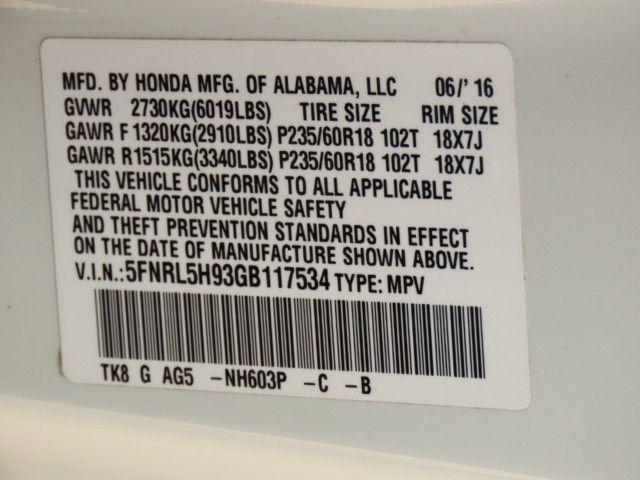 MFD. BY HONDA MFG. OF ALABAMA, LLC 06/'16
GVWR 2730KG(6019LBS) TIRE SIZE RIM SIZE
GAWR F 1320KG(2910LBS) P235/60R18 102T 18X7J
GAWR R1515KG(3340LBS) P235/60R18 102T 18X7J
THIS VEHICLE CONFORMS TO ALL APPLICABLE
FEDERAL MOTOR VEHICLE SAFETY
AND THEFT PREVENTION STANDARDS IN EFFECT
ON THE DATE OF MANUFACTURE SHOWN ABOVE.
V.I.N.:5FNRL5H93GB117534 TYPE: MPV
TK8 G AG5 -NH603P -C -B